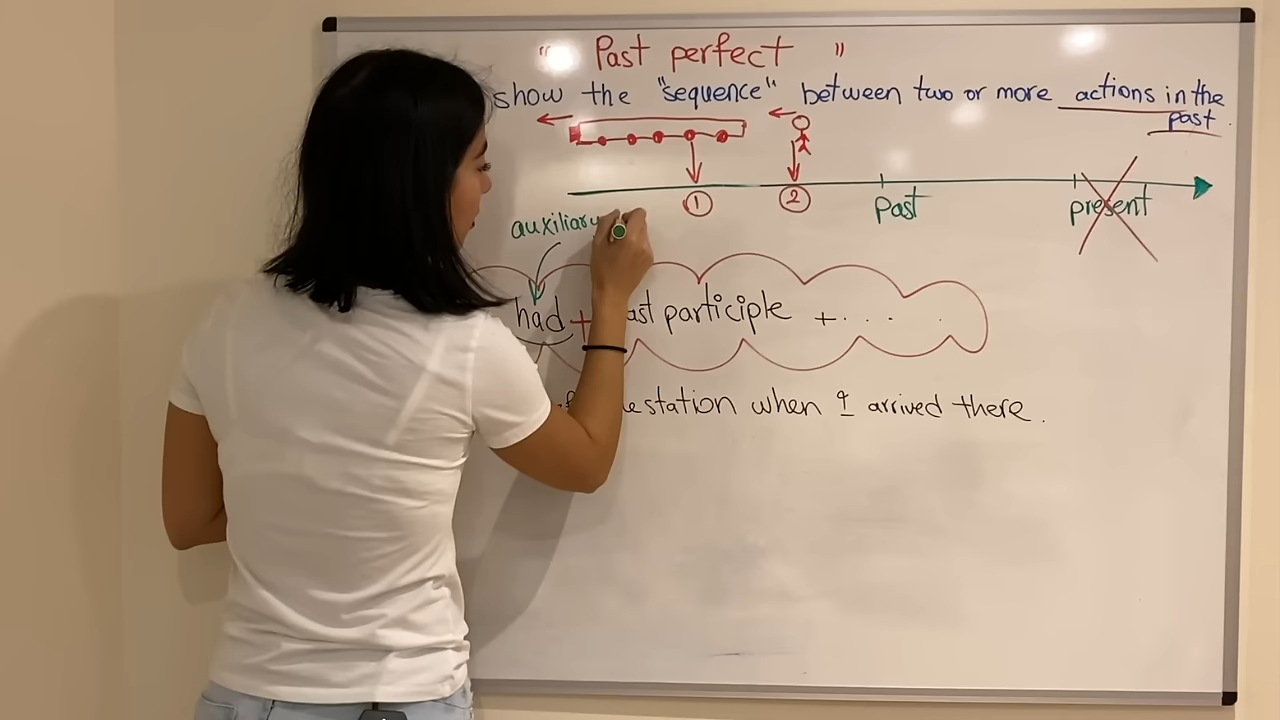 " Past perfect "
show the "sequence" between two or more actions in the
past.
① ② Past present
auxiliary
had + participle + . . . .
station when I arrived there.